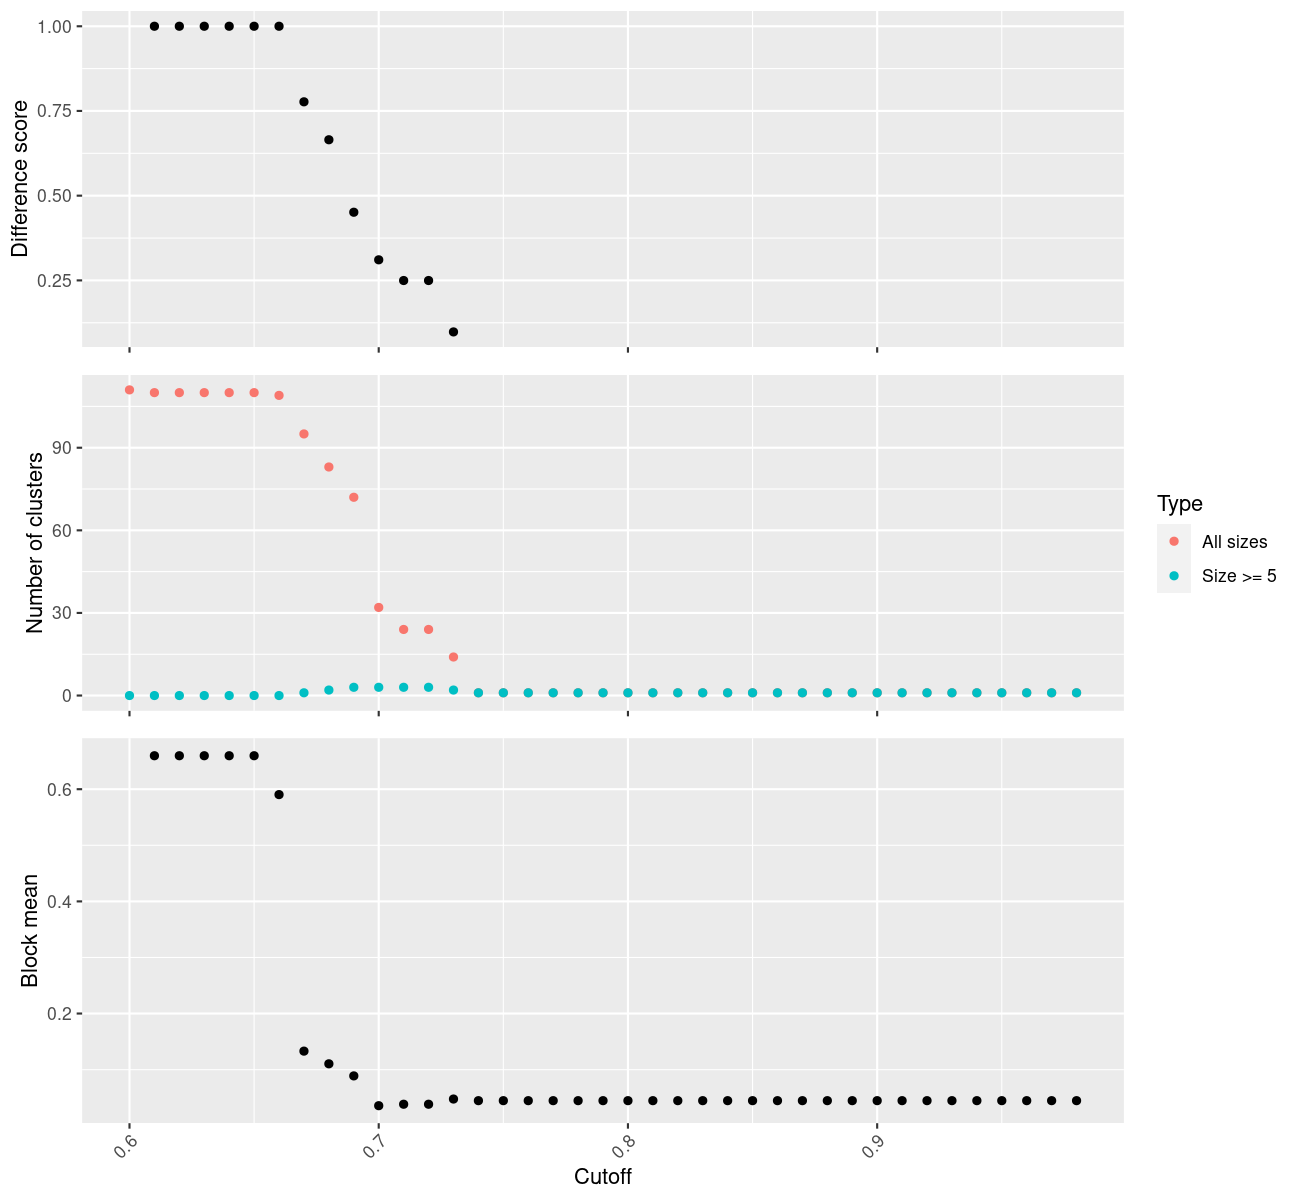 1.00
0.75
0.50
0.25
Difference score
90
60
30
0
Number of clusters
Type
All sizes
Size >= 5
0.6
0.4
0.2
Block mean
0.6
0.7
0.8
0.9
Cutoff